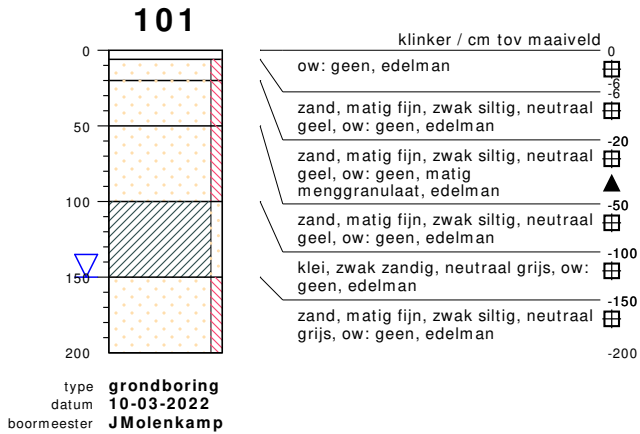 101
klinker / cm tov maaiveld
0
0
ow: geen, edelman
-6
-6
zand, matig fijn, zwak siltig, neutraal
geel, ow: geen, edelman
50
-20
zand, matig fijn, zwak siltig, neutraal
geel, ow: geen, matig
menggranulaat, edelman
100
-50
zand, matig fijn, zwak siltig, neutraal
geel, ow: geen, edelman
-100
klei, zwak zandig, neutraal grijs, ow:
geen, edelman
150
-150
zand, matig fijn, zwak siltig, neutraal
grijs, ow: geen, edelman
200
-200
type grondboring
datum 10-03-2022
boormeester JMolenkamp